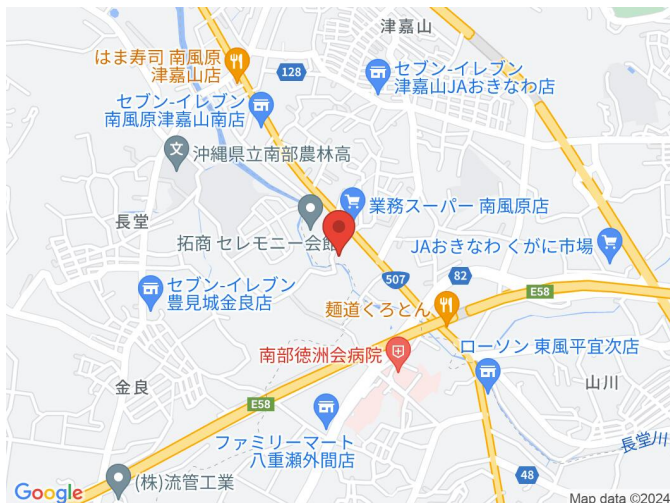 津嘉山
はま寿司 南風原
津嘉山店
128
セブン-イレブン
津嘉山JAおきなわ店
セブン-イレブン
南風原津嘉山南店
文
沖縄県立南部農林高
長堂
業務スーパー 南風原店
拓商 セレモニー会館
JAおきなわ くがに市場
507
82
E58
セブン-イレブン
豊見城金良店
麺道くろとん
南部徳洲会病院
ローソン 東風平宜次店
金良
山川
E58
ファミリーマート
八重瀬外間店
長堂川
48
(株)流管工業
Google
Map data ©2024